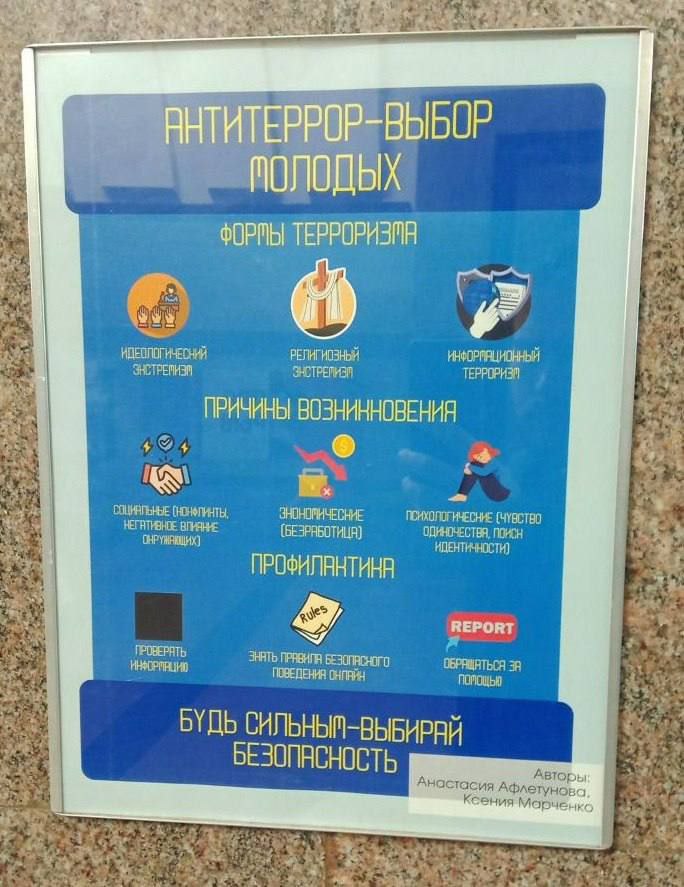 АНТИТЕРРОР-ВЫБОР
МОЛОДЫХ
ФОРМЫ ТЕРРОРИЗМА
ИДЕОЛОГИЧЕСКИЙ
ЭКСТРЕМИЗМ
РЕЛИГИОЗНЫЙ
ЭКСТРЕМИЗМ
ИНФОРМАЦИОННЫЙ
ТЕРРОРИЗМ
ПРИЧИНЫ ВОЗНИКНОВЕНИЯ
СОЦИАЛЬНЫЕ (КОНФЛИКТЫ,
НЕГАТИВНОЕ ВЛИЯНИЕ
ОКРУЖАЮЩИХ)
ЭКОНОМИЧЕСКИЕ
(БЕЗРАБОТИЦА)
ПСИХОЛОГИЧЕСКИЕ (ЧУВСТВО
ОДИНОЧЕСТВА, ПОИСК
ИДЕНТИЧНОСТИ)
ПРОФИЛАКТИКА
ПРОВЕРЯТЬ
ИНФОРМАЦИЮ
Rules
ЗНАТЬ ПРАВИЛА БЕЗОПАСНОГО
ПОВЕДЕНИЯ ОНЛАЙН
REPORT
ОБРАЩАТЬСЯ ЗА
ПОМОЩЬЮ
БУДЬ СИЛЬНЫМ-ВЫБИРАЙ
БЕЗОПАСНОСТЬ
Авторы:
Анастасия Афлетунова,
Ксения Марченко